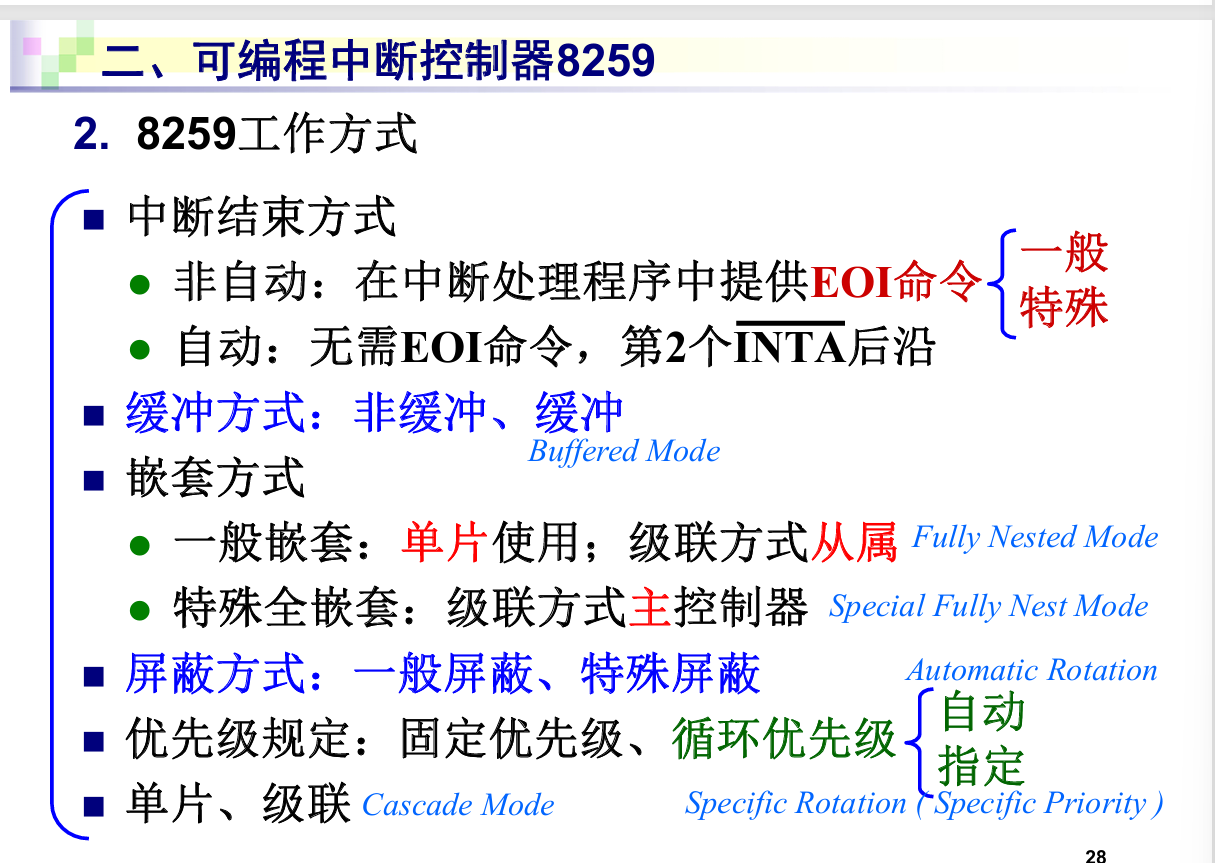 二、可编程中断控制器8259
2. 8259工作方式
■ 中断结束方式
● 非自动：在中断处理程序中提供EOI命令
一般
特殊
● 自动：无需EOI命令，第2个I̅N̅T̅A̅后沿
■ 缓冲方式：非缓冲、缓冲
Buffered Mode
■ 嵌套方式
● 一般嵌套：单片使用；级联方式从属 Fully Nested Mode
● 特殊全嵌套：级联方式主控制器 Special Fully Nest Mode
■ 屏蔽方式：一般屏蔽、特殊屏蔽
Automatic Rotation
■ 优先级规定：固定优先级、循环优先级
自动
指定
■ 单片、级联 Cascade Mode
Specific Rotation ( Specific Priority )
28